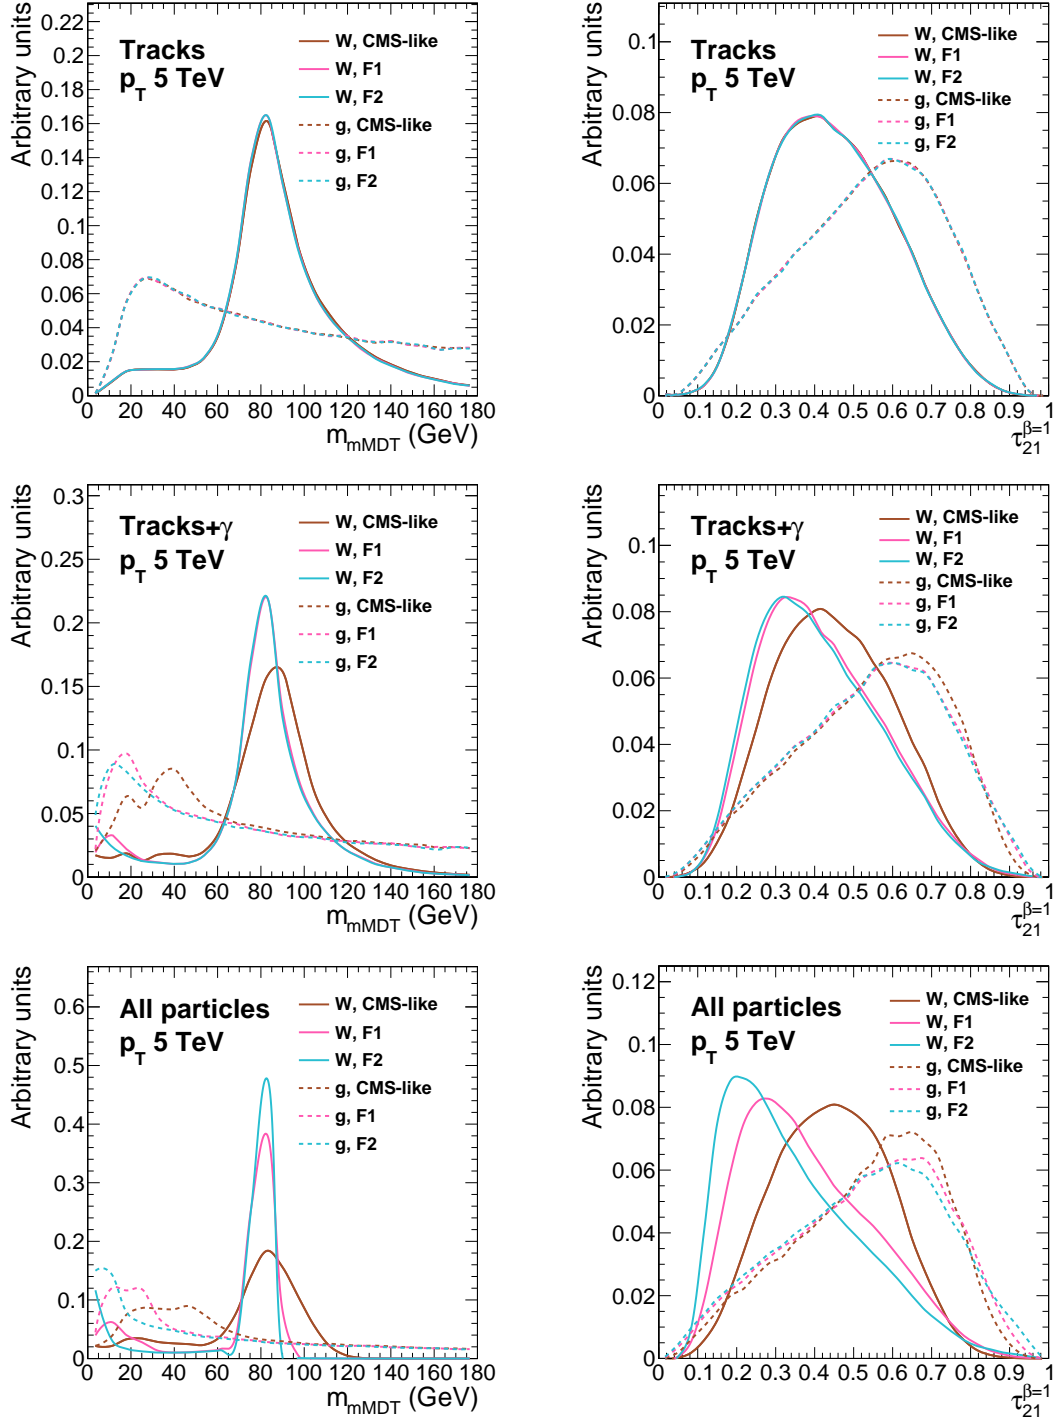 Arbitrary units
0.22
0.2
0.18
0.16
0.14
0.12
0.1
0.08
0.06
0.04
0.02
0
Tracks
p_T 5 TeV
W, CMS-like
W, F1
W, F2
g, CMS-like
g, F1
g, F2
0 20 40 60 80 100 120 140 160 180
m_mMDT (GeV)
Arbitrary units
0.1
0.08
0.06
0.04
0.02
0
Tracks
p_T 5 TeV
W, CMS-like
W, F1
W, F2
g, CMS-like
g, F1
g, F2
0 0.1 0.2 0.3 0.4 0.5 0.6 0.7 0.8 0.9 1
τ_21^β=1
Arbitrary units
0.3
0.25
0.2
0.15
0.1
0.05
0
Tracks+γ
p_T 5 TeV
W, CMS-like
W, F1
W, F2
g, CMS-like
g, F1
g, F2
0 20 40 60 80 100 120 140 160 180
m_mMDT (GeV)
Arbitrary units
0.1
0.08
0.06
0.04
0.02
0
Tracks+γ
p_T 5 TeV
W, CMS-like
W, F1
W, F2
g, CMS-like
g, F1
g, F2
0 0.1 0.2 0.3 0.4 0.5 0.6 0.7 0.8 0.9 1
τ_21^β=1
Arbitrary units
0.6
0.5
0.4
0.3
0.2
0.1
0
All particles
p_T 5 TeV
W, CMS-like
W, F1
W, F2
g, CMS-like
g, F1
g, F2
0 20 40 60 80 100 120 140 160 180
m_mMDT (GeV)
Arbitrary units
0.12
0.1
0.08
0.06
0.04
0.02
0
All particles
p_T 5 TeV
W, CMS-like
W, F1
W, F2
g, CMS-like
g, F1
g, F2
0 0.1 0.2 0.3 0.4 0.5 0.6 0.7 0.8 0.9 1
τ_21^β=1